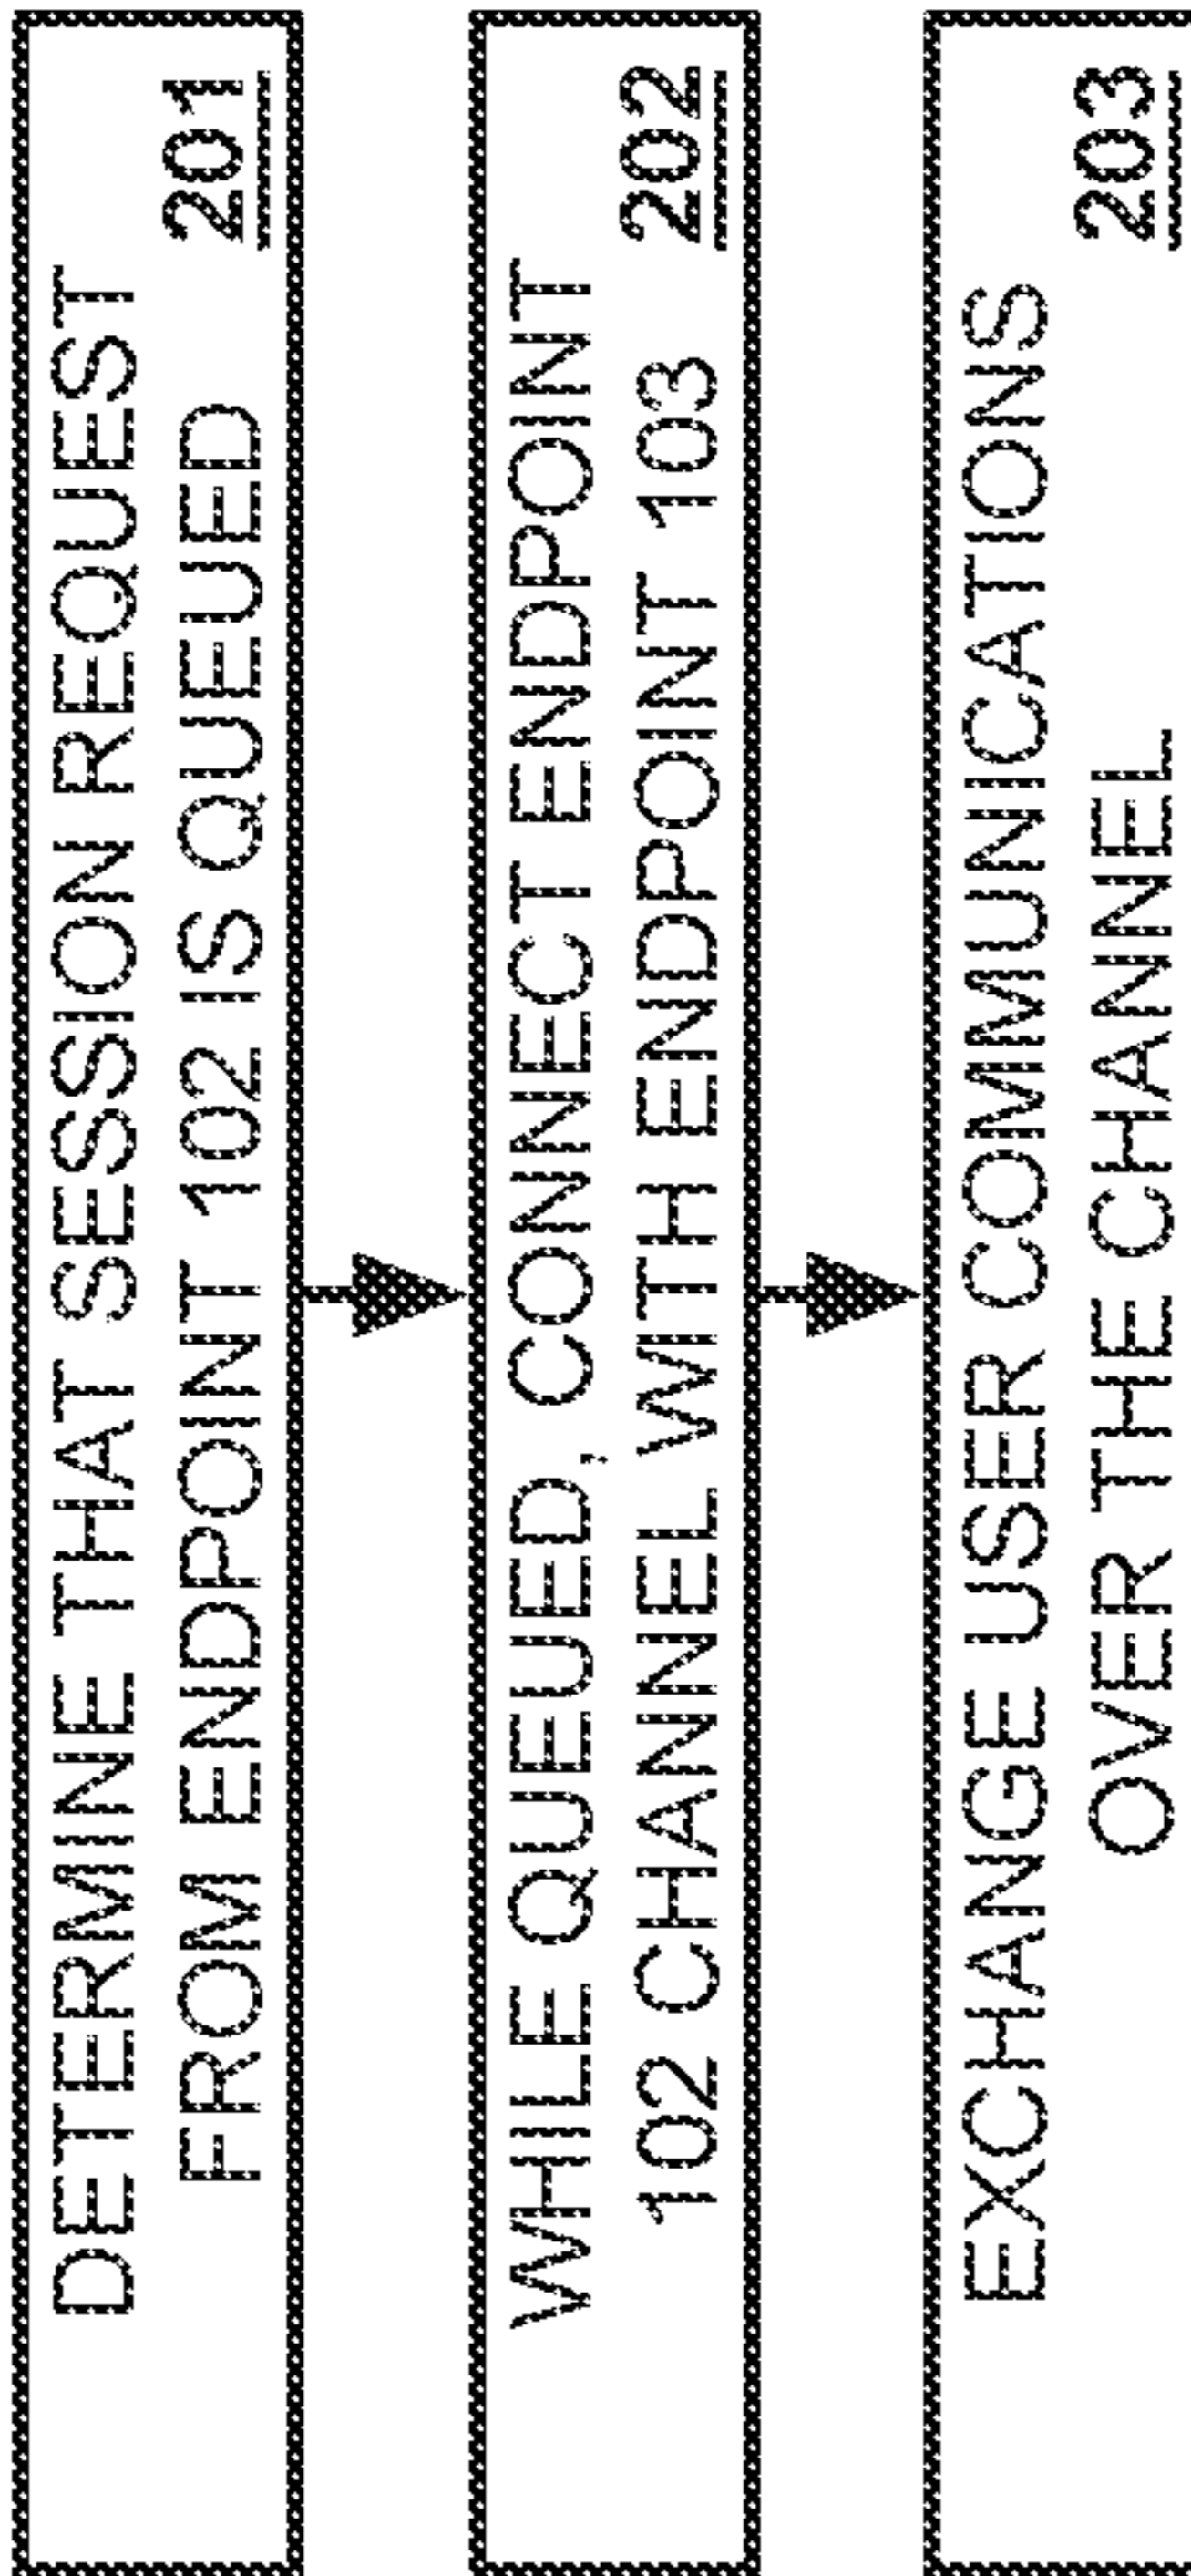 DETERMINE THAT SESSION REQUEST
FROM ENDPOINT 102 IS QUEUED 201
WHILE QUEUED, CONNECT ENDPOINT
102 CHANNEL WITH ENDPOINT 103 202
EXCHANGE USER COMMUNICATIONS
OVER THE CHANNEL 203